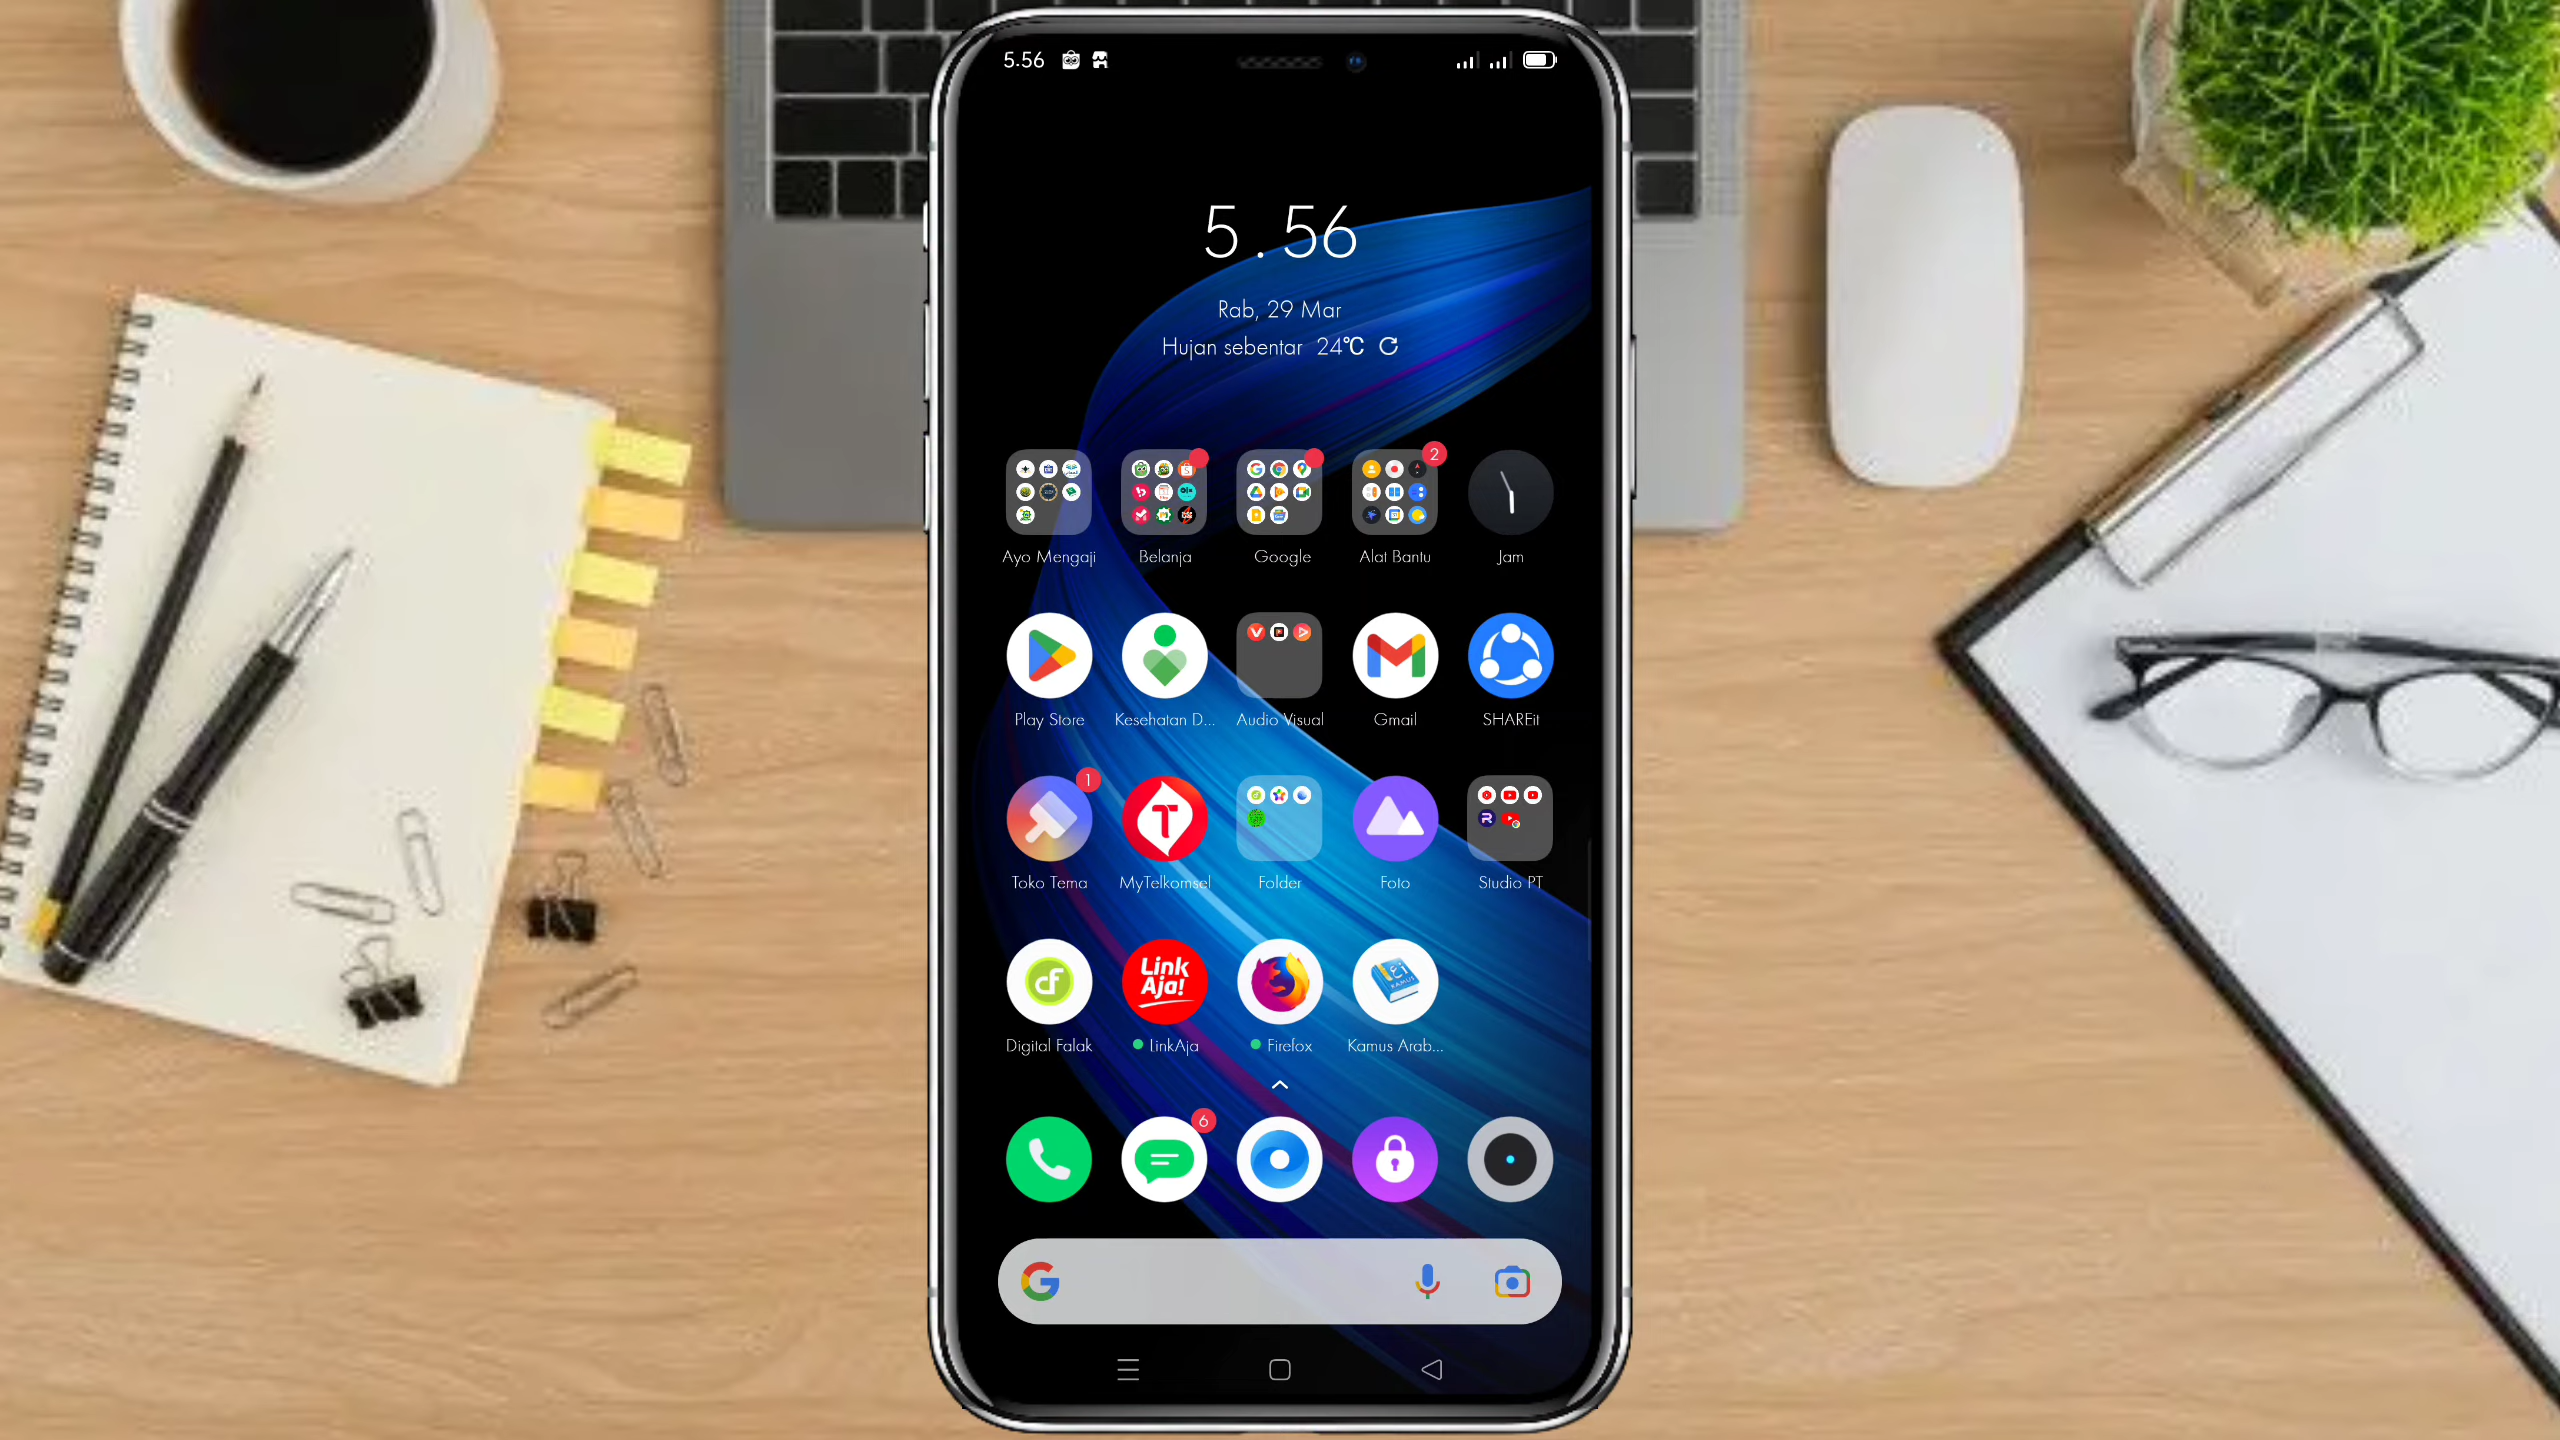 5.56
5.56
Rab, 29 Mar
Hujan sebentar 24℃
2
Ayo Mengaji
Belanja
Google
Alat Bantu
Jam
Play Store
Kesehatan D...
Audio Visual
Gmail
SHAREit
1
Toko Tema
MyTelkomsel
Folder
Foto
Studio PT
Link
Aja!
KAMUS
Digital Falak
LinkAja
Firefox
Kamus Arab...
6